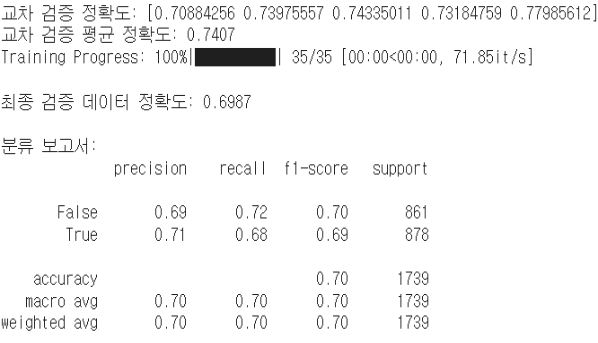 교차 검증 정확도: [0.70884256 0.73975557 0.74335011 0.73184759 0.77985612]
교차 검증 평균 정확도: 0.7407
Training Progress: 100%|██████████| 35/35 [00:00<00:00, 71.85it/s]
최종 검증 데이터 정확도: 0.6987
분류 보고서:
precision recall f1-score support
False 0.69 0.72 0.70 861
True 0.71 0.68 0.69 878
accuracy 0.70 1739
macro avg 0.70 0.70 0.70 1739
weighted avg 0.70 0.70 0.70 1739